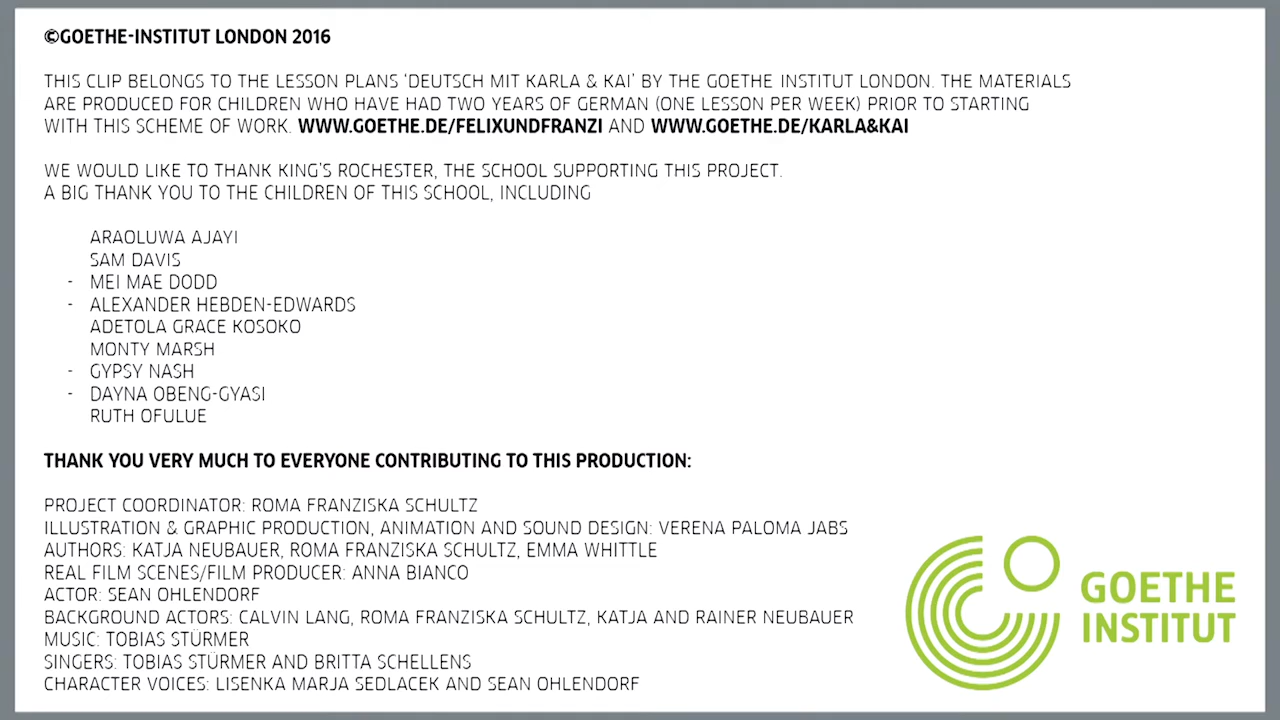 ©GOETHE-INSTITUT LONDON 2016
THIS CLIP BELONGS TO THE LESSON PLANS 'DEUTSCH MIT KARLA & KAI' BY THE GOETHE INSTITUT LONDON. THE MATERIALS
ARE PRODUCED FOR CHILDREN WHO HAVE HAD TWO YEARS OF GERMAN (ONE LESSON PER WEEK) PRIOR TO STARTING
WITH THIS SCHEME OF WORK. WWW.GOETHE.DE/FELIXUNDFRANZI AND WWW.GOETHE.DE/KARLA&KAI
WE WOULD LIKE TO THANK KING'S ROCHESTER, THE SCHOOL SUPPORTING THIS PROJECT.
A BIG THANK YOU TO THE CHILDREN OF THIS SCHOOL, INCLUDING
ARAOLUWA AJAYI
SAM DAVIS
- MEI MAE DODD
- ALEXANDER HEBDEN-EDWARDS
ADETOLA GRACE KOSOKO
MONTY MARSH
- GYPSY NASH
- DAYNA OBENG-GYASI
RUTH OFULUE
THANK YOU VERY MUCH TO EVERYONE CONTRIBUTING TO THIS PRODUCTION:
PROJECT COORDINATOR: ROMA FRANZISKA SCHULTZ
ILLUSTRATION & GRAPHIC PRODUCTION, ANIMATION AND SOUND DESIGN: VERENA PALOMA JABS
AUTHORS: KATJA NEUBAUER, ROMA FRANZISKA SCHULTZ, EMMA WHITTLE
REAL FILM SCENES/FILM PRODUCER: ANNA BIANCO
ACTOR: SEAN OHLENDORF
BACKGROUND ACTORS: CALVIN LANG, ROMA FRANZISKA SCHULTZ, KATJA AND RAINER NEUBAUER
MUSIC: TOBIAS STÜRMER
SINGERS: TOBIAS STÜRMER AND BRITTA SCHELLENS
CHARACTER VOICES: LISENKA MARJA SEDLACEK AND SEAN OHLENDORF
GOETHE
INSTITUT